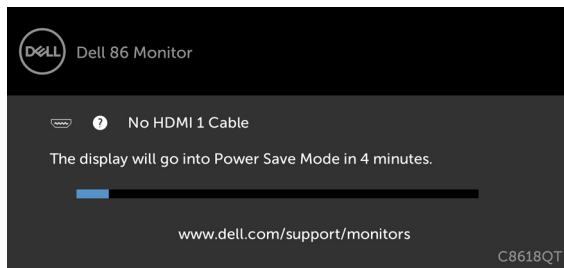 DELL
Dell 86 Monitor
? No HDMI 1 Cable
The display will go into Power Save Mode in 4 minutes.
www.dell.com/support/monitors
C8618QT